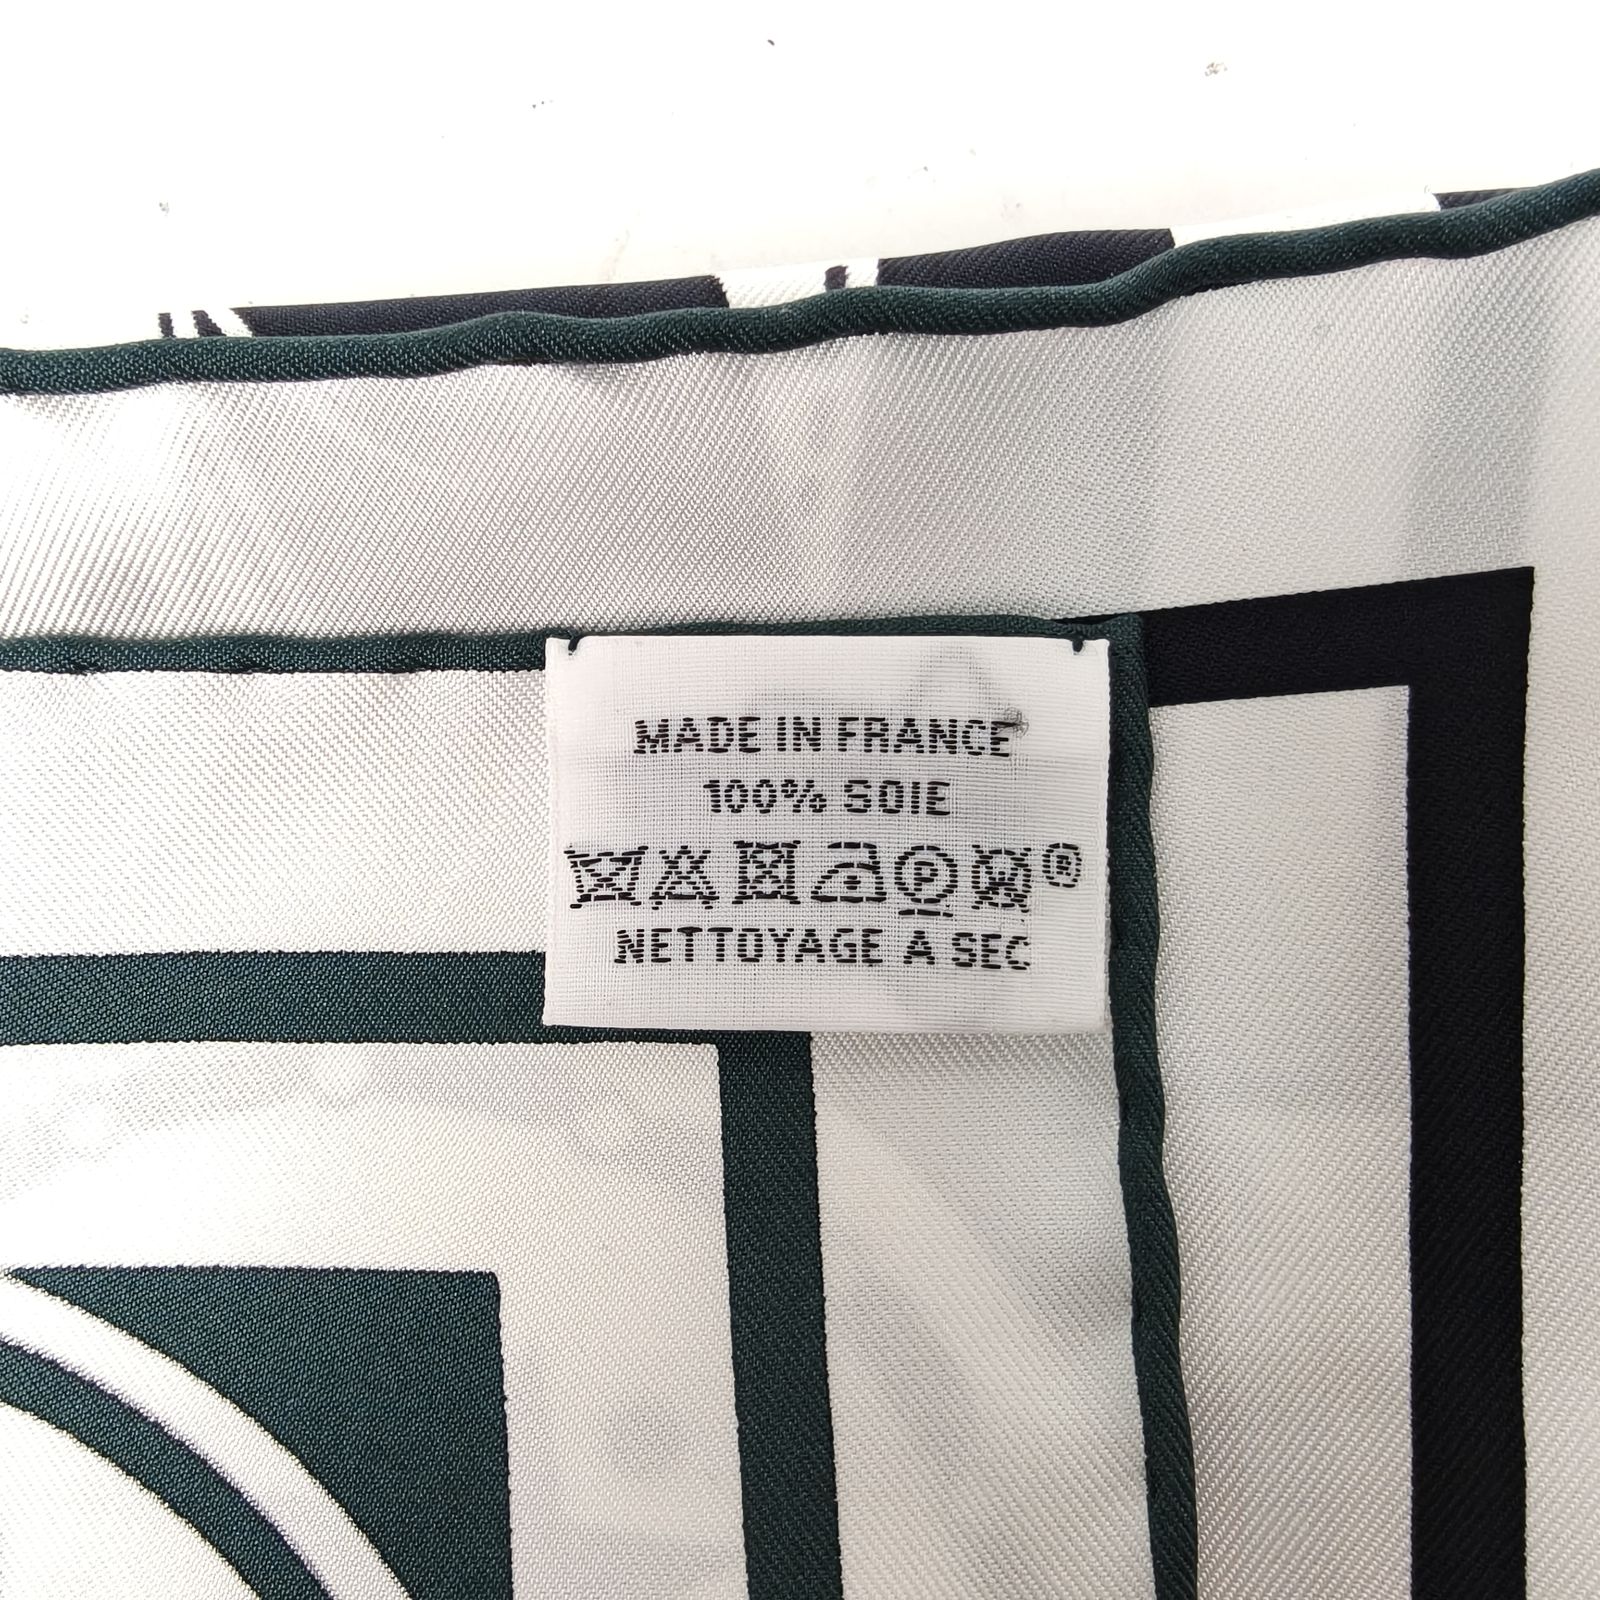 MADE IN FRANCE
100% SOIE
P W ®
NETTOYAGE A SEC